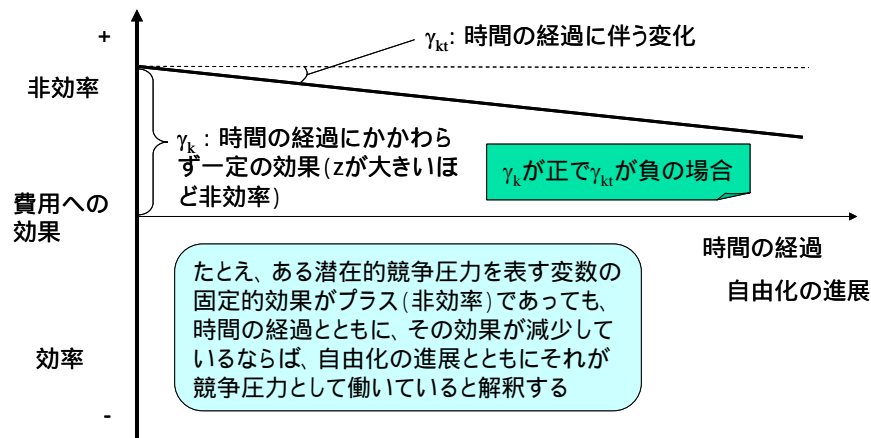 +
γkt: 時間の経過に伴う変化
非効率
γk : 時間の経過にかかわら
ず一定の効果(zが大きいほ
ど非効率)
γkが正でγktが負の場合
費用への
効果
時間の経過
自由化の進展
たとえ、ある潜在的競争圧力を表す変数の
固定的効果がプラス(非効率)であっても、
時間の経過とともに、その効果が減少して
いるならば、自由化の進展とともにそれが
競争圧力として働いていると解釈する
効率
-